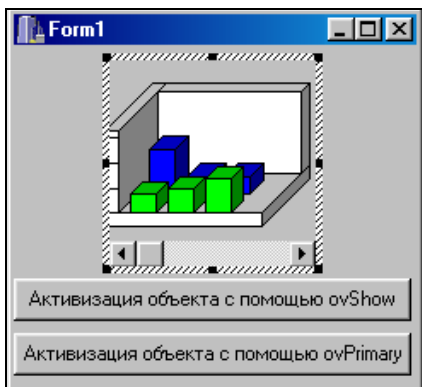 Form1
Активизация объекта с помощью ovShow
Активизация объекта с помощью ovPrimary